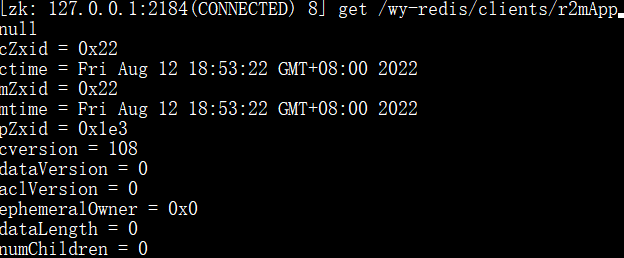 [zk: 127.0.0.1:2184(CONNECTED) 8] get /wy-redis/clients/r2mApp
null
cZxid = 0x22
ctime = Fri Aug 12 18:53:22 GMT+08:00 2022
mZxid = 0x22
mtime = Fri Aug 12 18:53:22 GMT+08:00 2022
pZxid = 0x1e3
cversion = 108
dataVersion = 0
aclVersion = 0
ephemeralOwner = 0x0
dataLength = 0
numChildren = 0